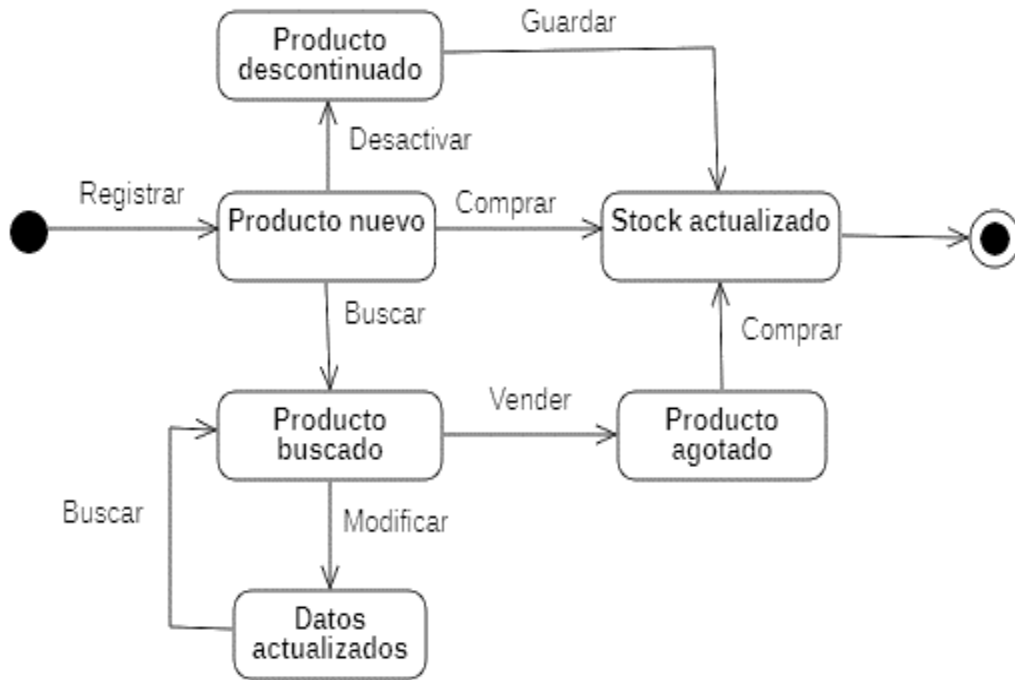 Producto
descontinuado
Guardar
Desactivar
Registrar
Producto nuevo
Comprar
Stock actualizado
Buscar
Comprar
Producto
buscado
Vender
Producto
agotado
Buscar
Modificar
Datos
actualizados